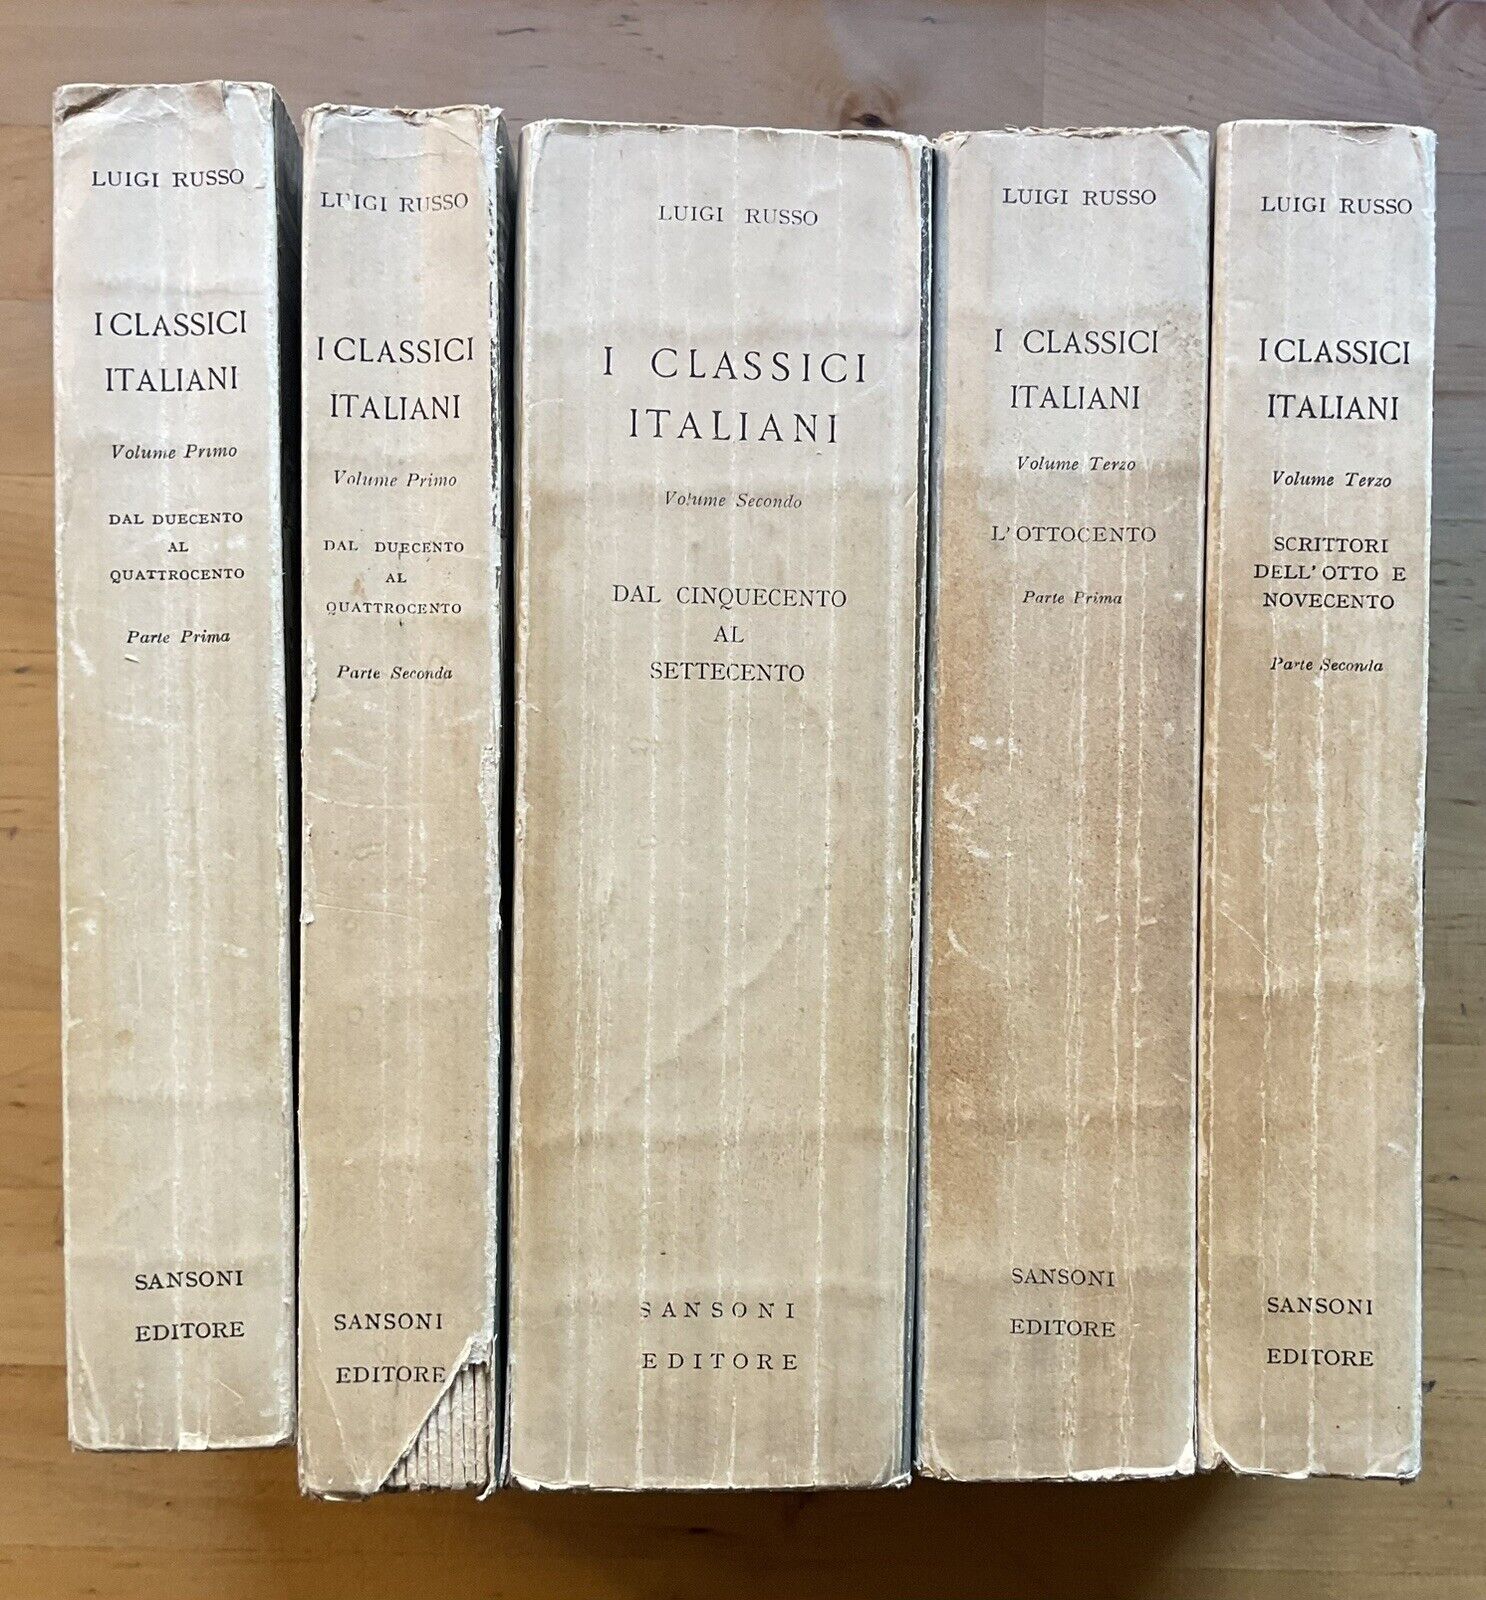 LUIGI RUSSO
I CLASSICI
ITALIANI
Volume Primo
DAL DUECENTO
AL
QUATTROCENTO
Parte Prima
SANSONI
EDITORE
LUIGI RUSSO
I CLASSICI
ITALIANI
Volume Primo
DAL DUECENTO
AL
QUATTROCENTO
Parte Seconda
SANSONI
EDITORE
LUIGI RUSSO
I CLASSICI
ITALIANI
Volume Secondo
DAL CINQUECENTO
AL
SETTECENTO
SANSONI
EDITORE
LUIGI RUSSO
I CLASSICI
ITALIANI
Volume Terzo
L'OTTOCENTO
Parte Prima
SANSONI
EDITORE
LUIGI RUSSO
I CLASSICI
ITALIANI
Volume Terzo
SCRITTORI
DELL'OTTO E
NOVECENTO
Parte Seconda
SANSONI
EDITORE